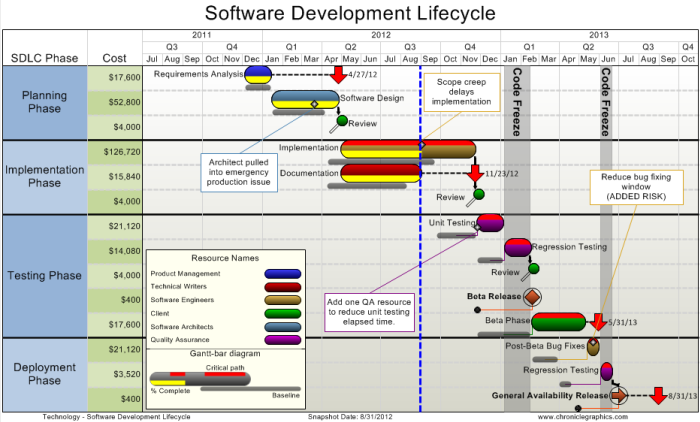 Software Development Lifecycle
2011 2012 2013
Q3 Q4 Q1 Q2 Q3 Q4 Q1 Q2 Q3 Q4
SDLC Phase Cost
Jul Aug Sep Oct Nov Dec Jan Feb Mar Apr May Jun Jul Aug Sep Oct Nov Dec Jan Feb Mar Apr May Jun Jul Aug Sep Oct
Planning
Phase
$17,600
Requirements Analysis
4/27/12
$52,800
Software Design
$4,000
Review
Code Freeze
Code Freeze
Scope creep
delays
implementation
Architect pulled
into emergency
production issue
Implementation
Phase
$126,720
Implementation
$15,840
Documentation
11/23/12
$4,000
Review
Reduce bug fixing
window
(ADDED RISK)
Testing Phase
$21,120
Unit Testing
$14,080
Regression Testing
$4,000
Review
$400
Beta Release
$17,600
Beta Phase
5/31/13
Add one QA resource
to reduce unit testing
elapsed time.
Deployment
Phase
$21,120
Post-Beta Bug Fixes
$3,520
Regression Testing
$400
General Availability Release
8/31/13
Resource Names
Product Management
Technical Writers
Software Engineers
Client
Software Architects
Quality Assurance
Gantt-bar diagram
Critical path
% Complete
Baseline
Technology - Software Development Lifecycle
Snapshot Date: 8/31/2012
www.chroniclegraphics.com